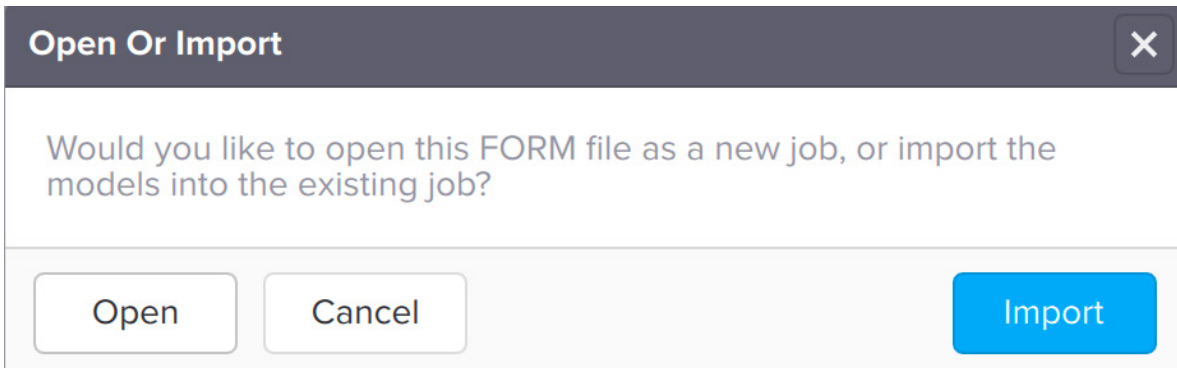 Open Or Import
Would you like to open this FORM file as a new job, or import the
models into the existing job?
Open Cancel Import